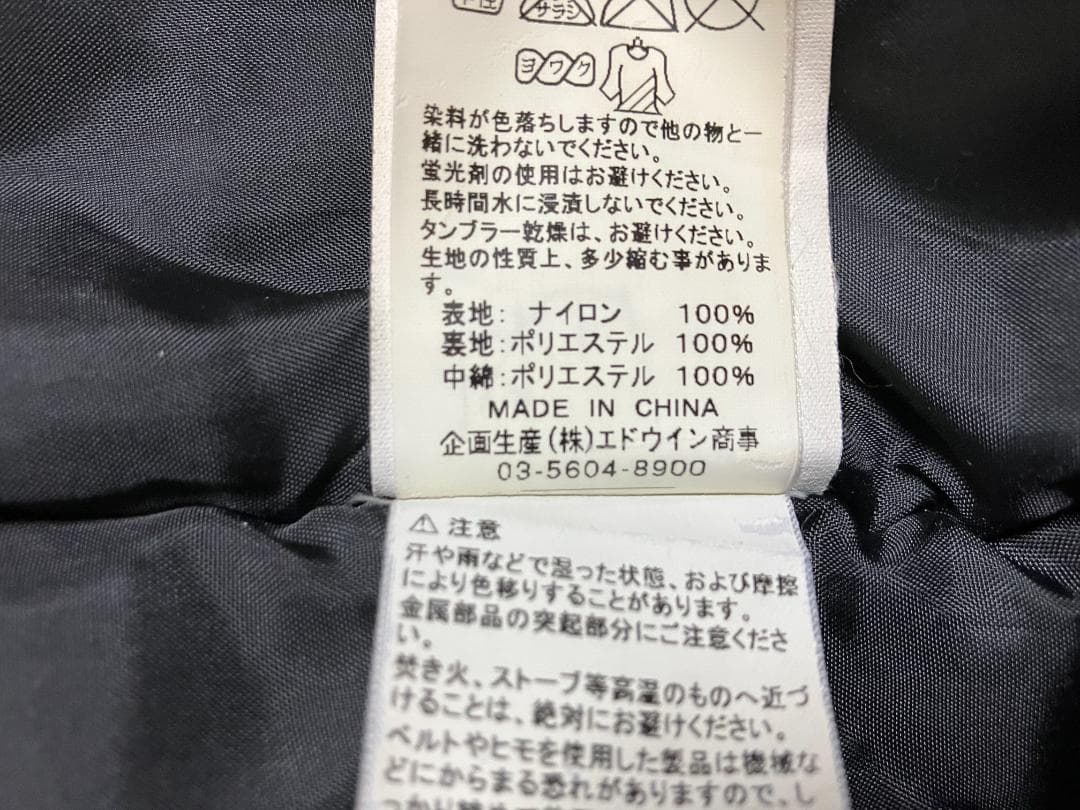 サラシ
ヨワク
染料が色落ちしますので他の物と一
緒に洗わないでください。
蛍光剤の使用はお避けください。
長時間水に浸漬しないでください。
タンブラー乾燥は、お避けください。
生地の性質上、多少縮む事がありま
す。
表地: ナイロン 100%
裏地:ポリエステル 100%
中綿:ポリエステル 100%
MADE IN CHINA
企画生産(株)エドウイン商事
03-5604-8900
⚠ 注意
汗や雨などで湿った状態、および摩擦
により色移りすることがあります。
金属部品の突起部分にご注意くださ
い。
焚き火、ストーブ等高温のものへ近づ
けることは、絶対にお避けください。
ベルトやヒモを使用した製品は機械な
どにからまる恐れがありますので、し